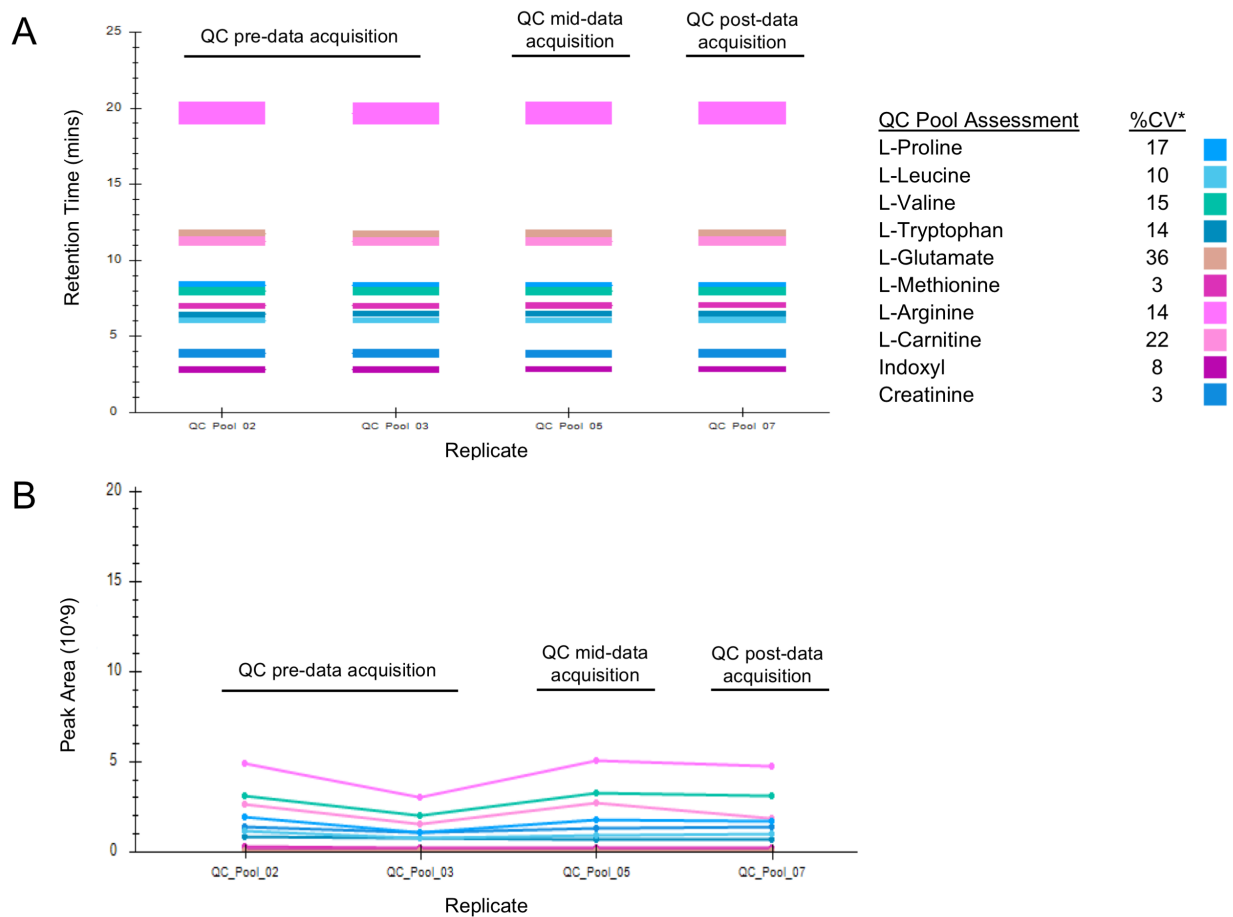 A
QC pre-data acquisition
QC mid-data
acquisition
QC post-data
acquisition
Retention Time (mins)
25
20
15
10
5
0
QC_Pool_02
QC_Pool_03
QC_Pool_05
QC_Pool_07
Replicate
QC Pool Assessment %CV*
L-Proline 17
L-Leucine 10
L-Valine 15
L-Tryptophan 14
L-Glutamate 36
L-Methionine 3
L-Arginine 14
L-Carnitine 22
Indoxyl 8
Creatinine 3
B
Peak Area (10^9)
20
15
10
5
0
QC pre-data acquisition
QC mid-data
acquisition
QC post-data
acquisition
QC_Pool_02
QC_Pool_03
QC_Pool_05
QC_Pool_07
Replicate